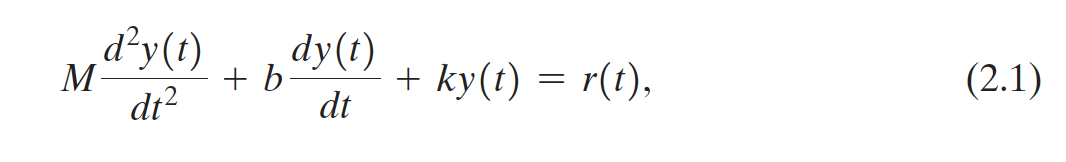 M d²y(t)/dt² + b dy(t)/dt + ky(t) = r(t), (2.1)